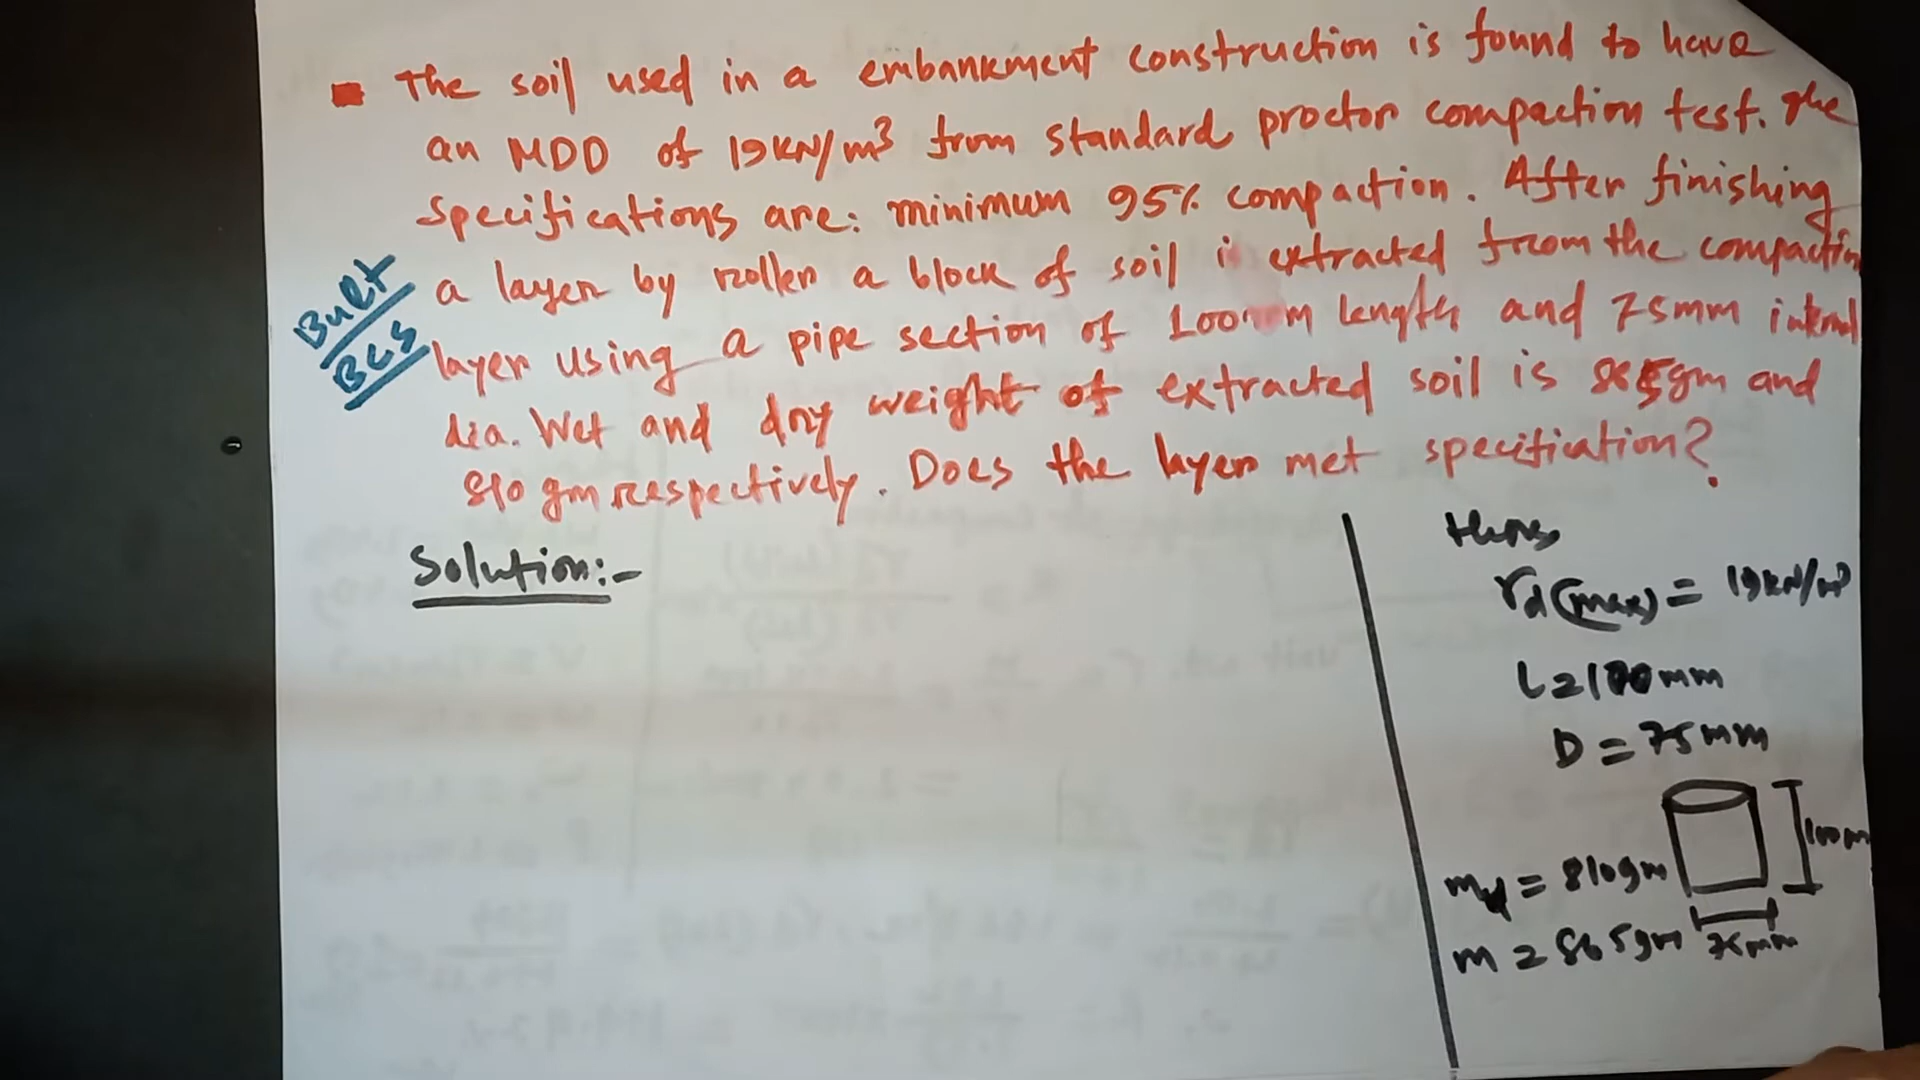 The soil used in a embankment construction is found to have
an MDD of 19KN/m³ from standard proctor compaction test. The
specifications are: minimum 95% compaction. After finishing
a layer by roller a block of soil is extracted from the compaction
layer using a pipe section of 100mm length and 75mm internal
dia. Wet and dry weight of extracted soil is 865gm and
810 gm respectively. Does the layer met specification?
Buet
BCS
Solution:-
γd(max) = 19KN/m³
L=100mm
D = 75mm
100mm
md = 810gm
m = 865gm
75mm